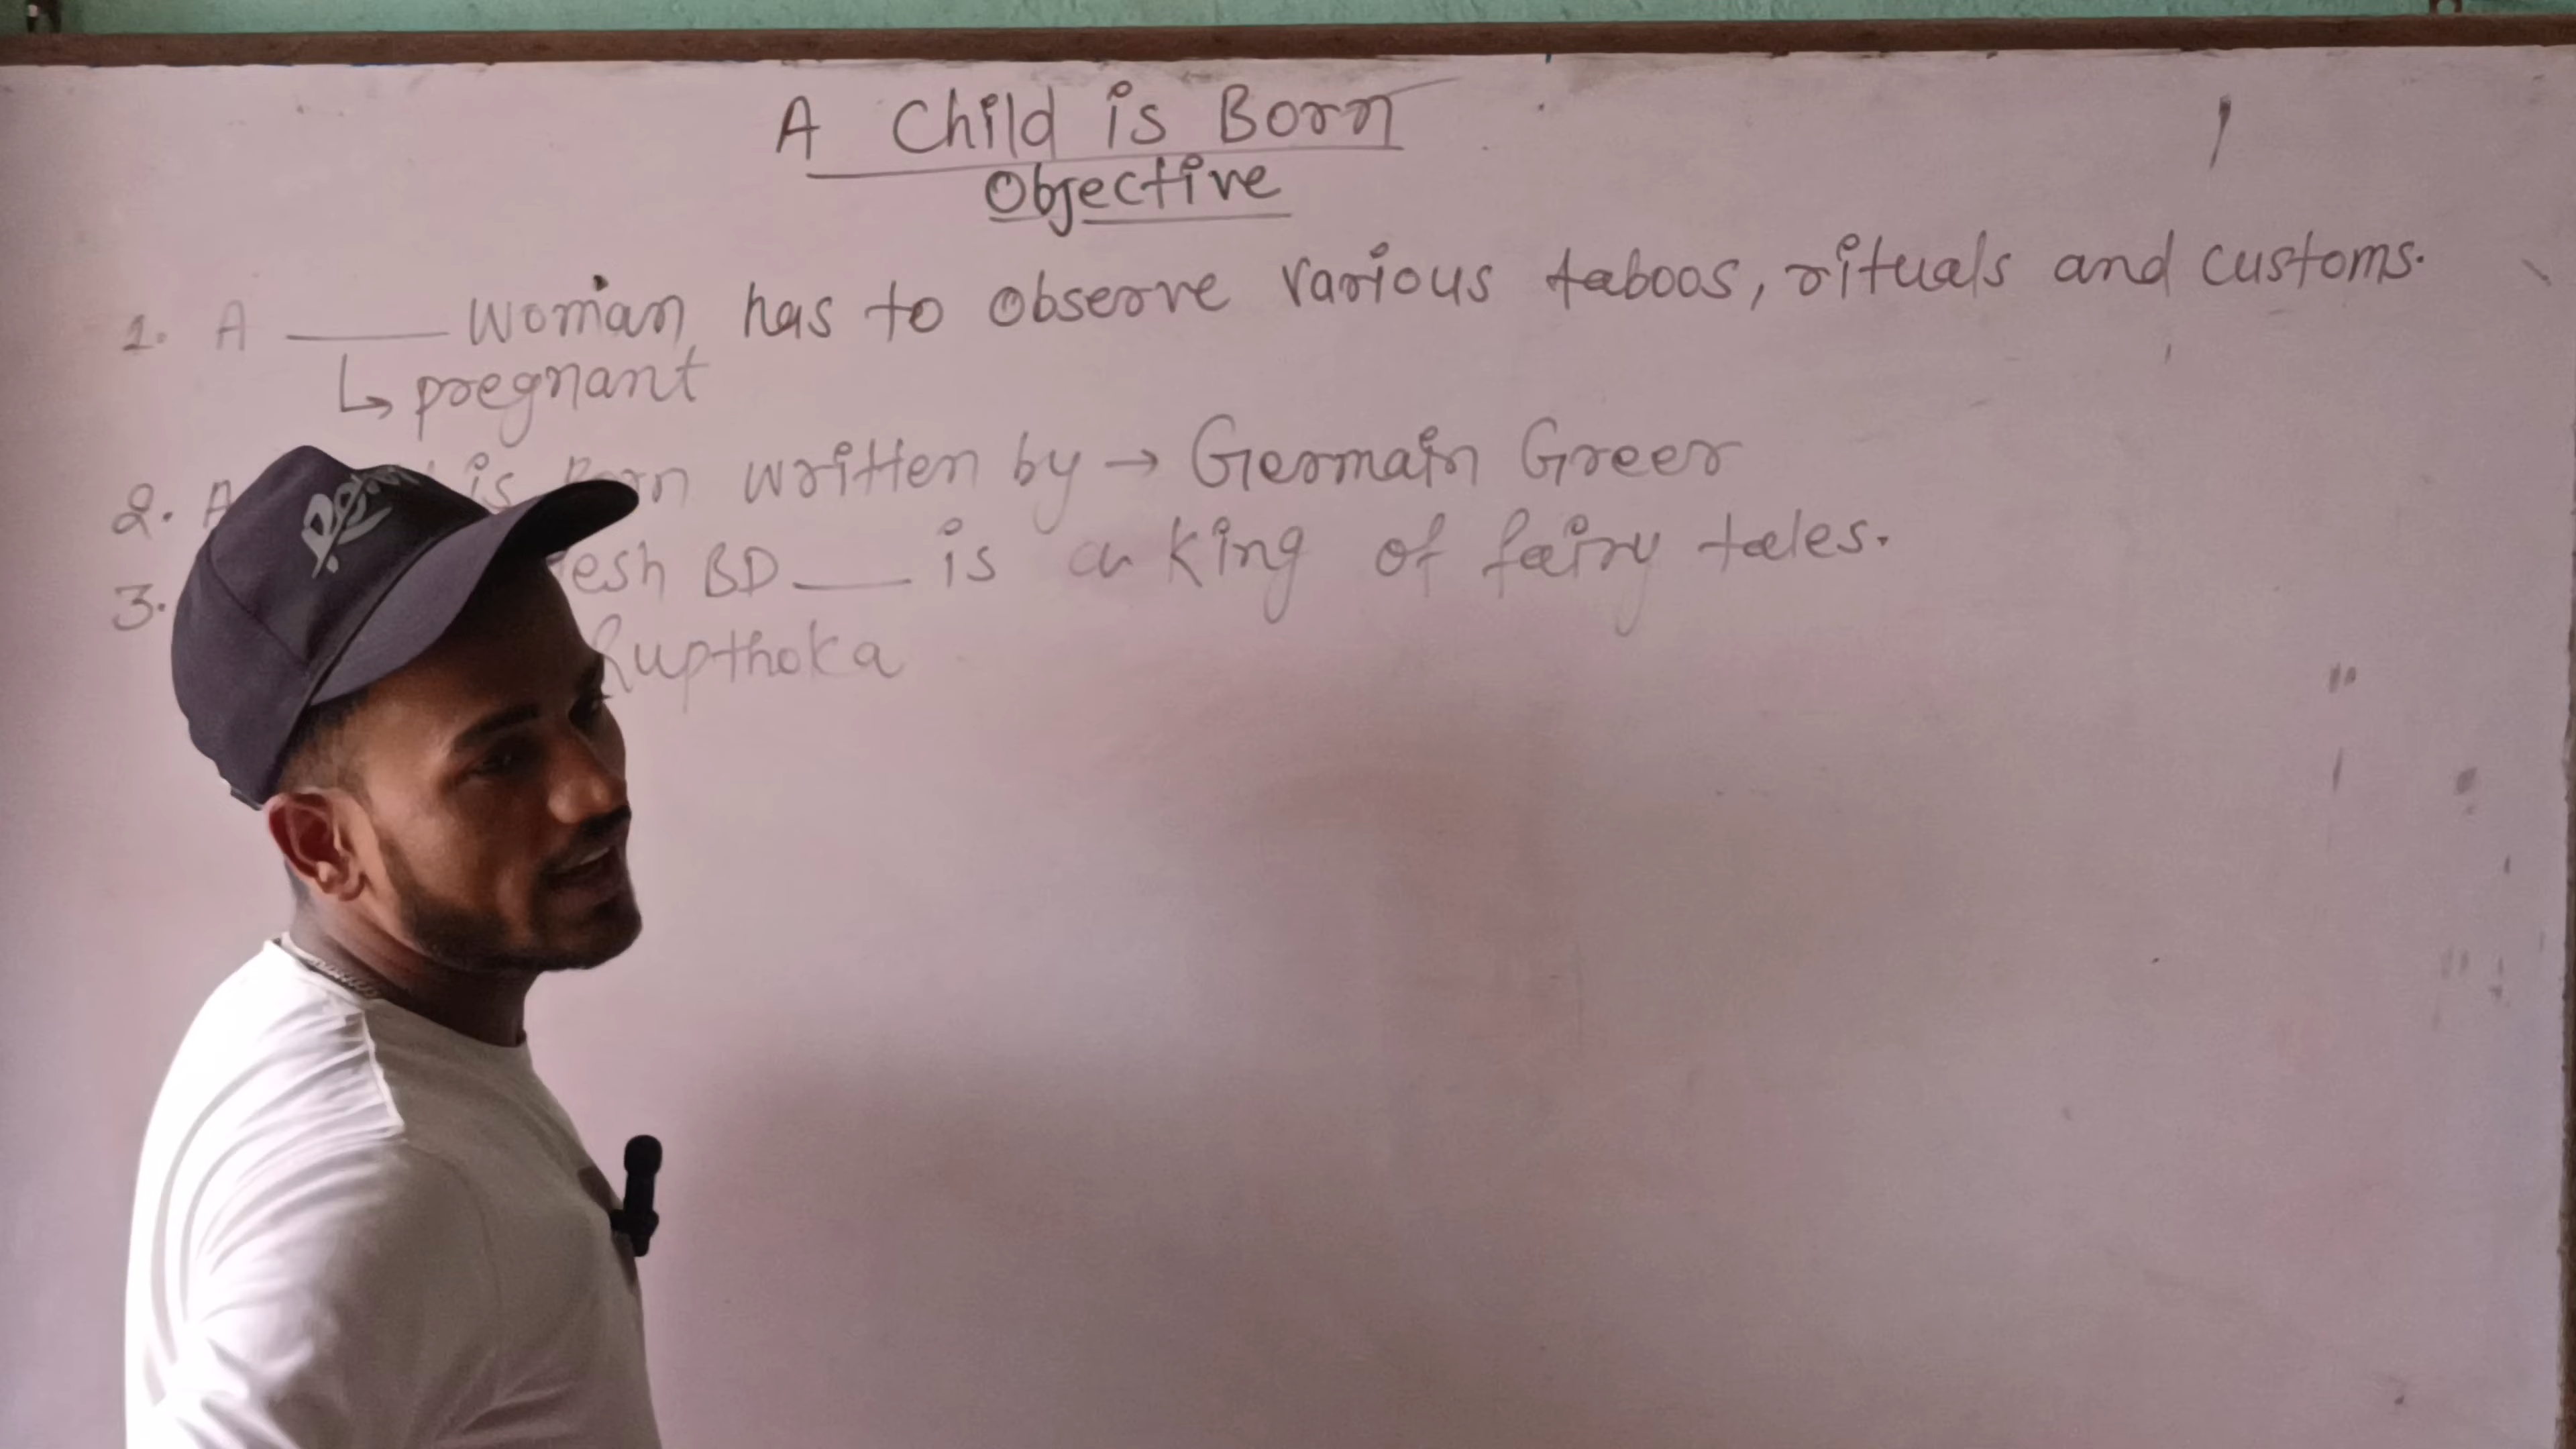 A Child is Born
Objective
1. A ____ woman has to observe various taboos, rituals and customs.
↳ pregnant
2. A is Born written by → Germain Greer
3. esh BD ____ is a king of fairy tales.
Rupthoka